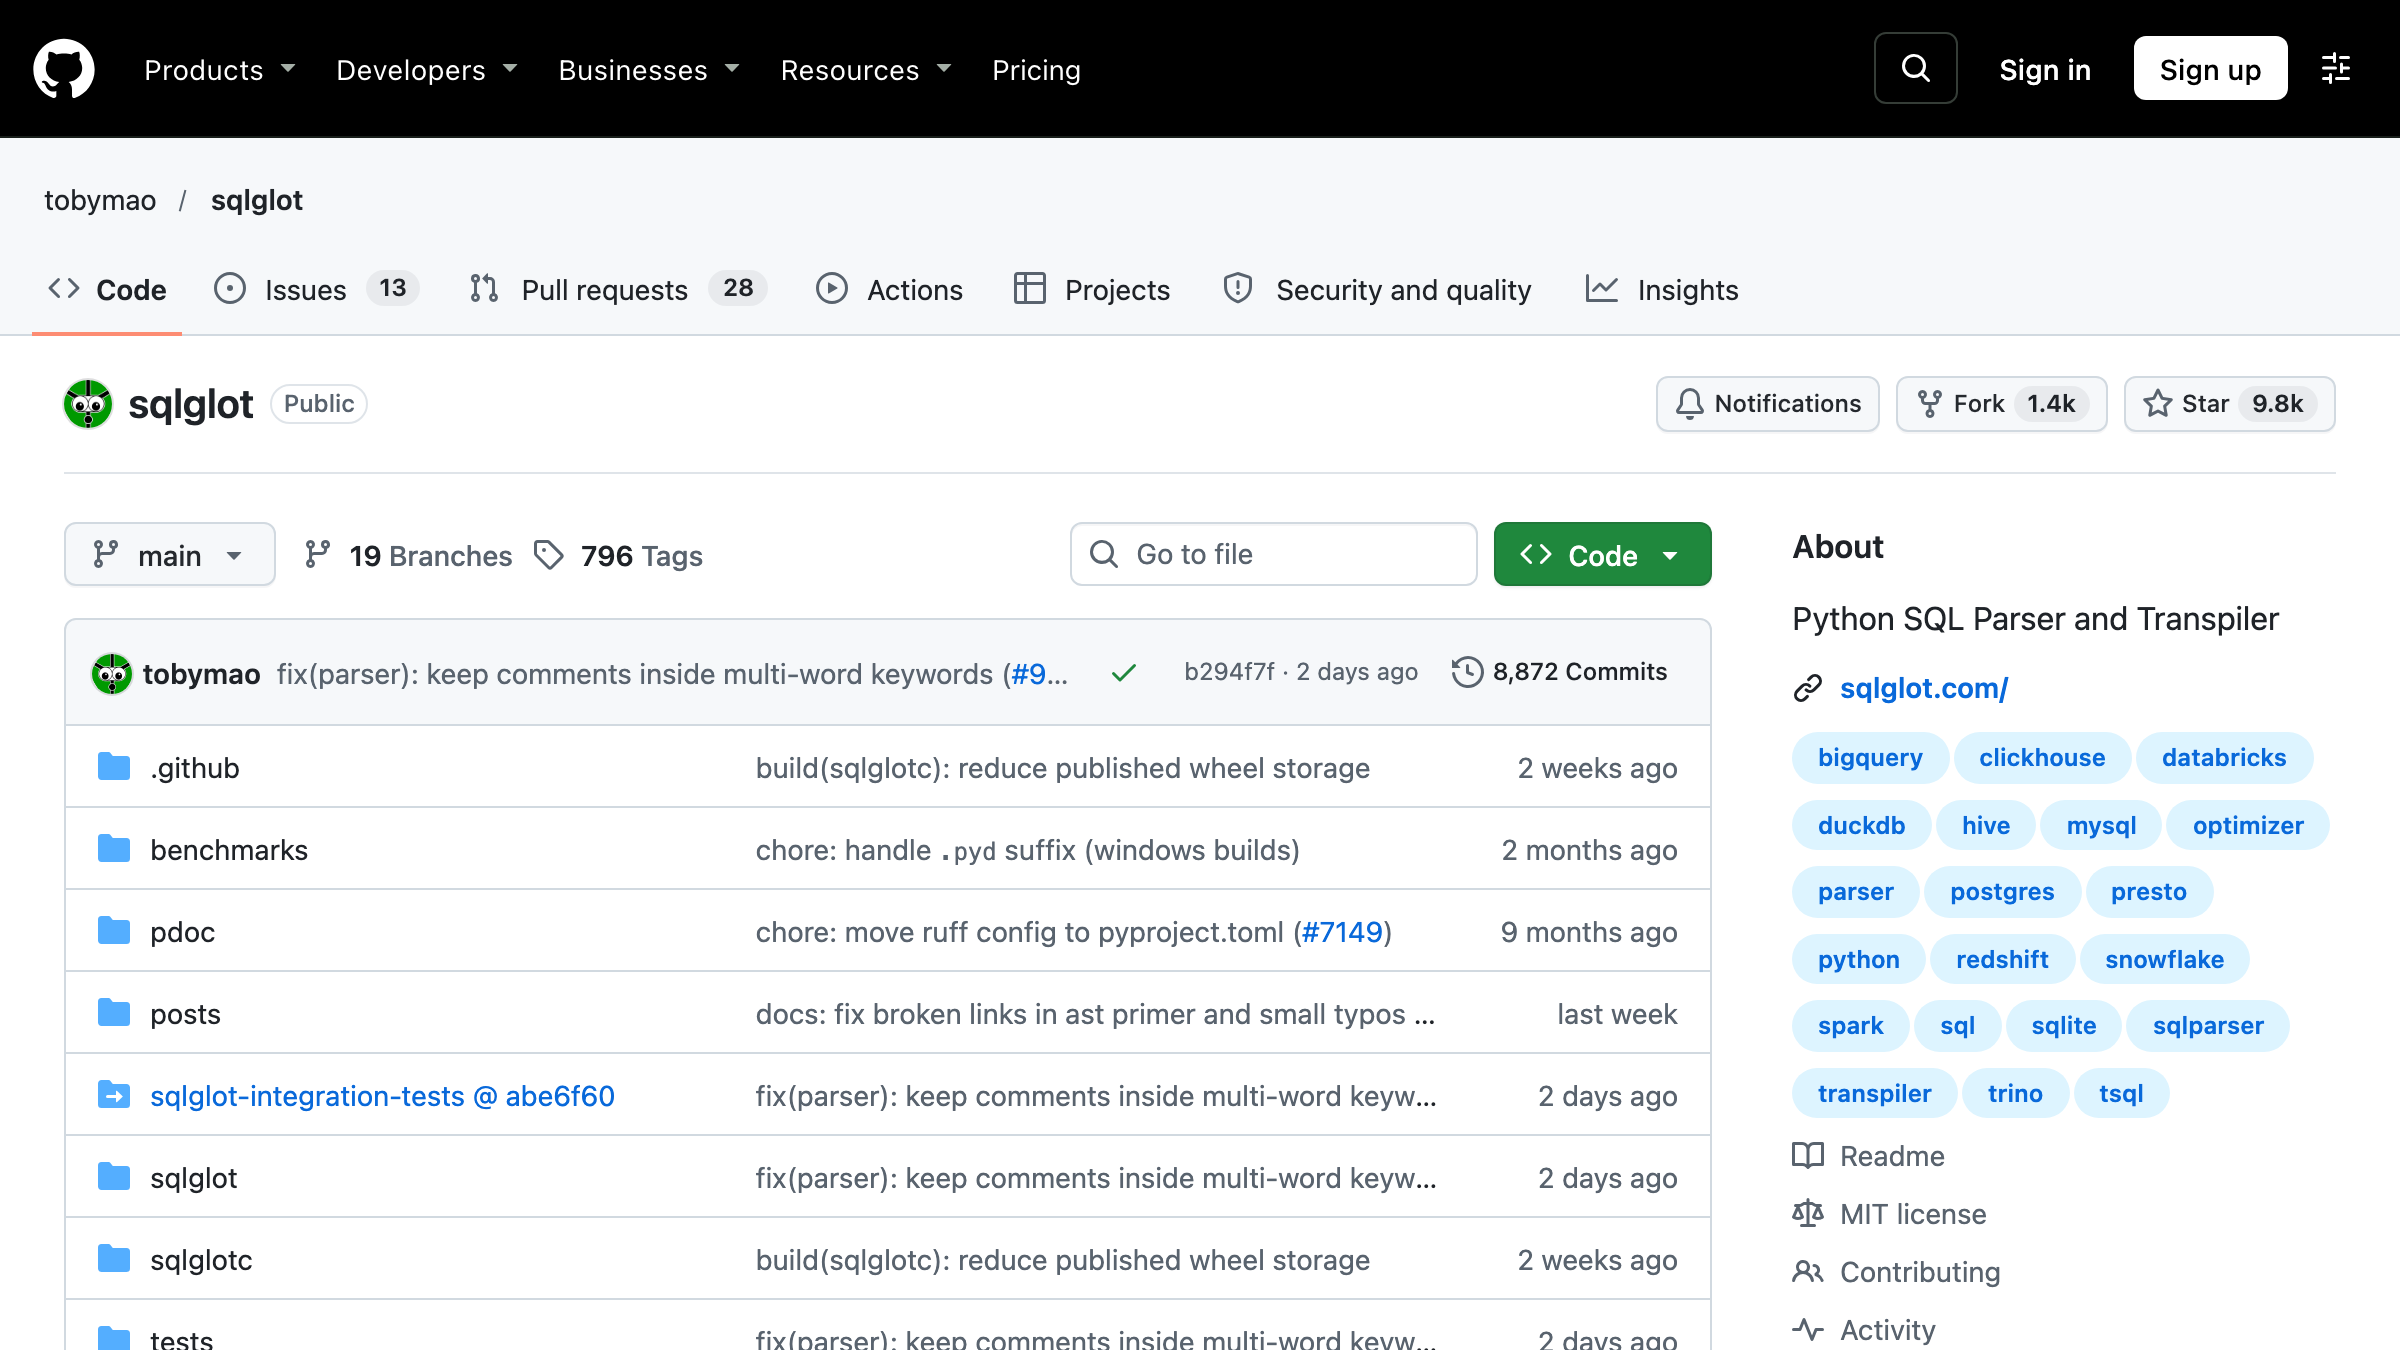 Products Developers Businesses Resources Pricing Sign in Sign up
tobymao / sqlglot
Code Issues 13 Pull requests 28 Actions Projects Security and quality Insights
sqlglot Public Notifications Fork 1.4k Star 9.8k
main 19 Branches 796 Tags Go to file Code
tobymao fix(parser): keep comments inside multi-word keywords (#9... b294f7f · 2 days ago 8,872 Commits
.github build(sqlglotc): reduce published wheel storage 2 weeks ago
benchmarks chore: handle .pyd suffix (windows builds) 2 months ago
pdoc chore: move ruff config to pyproject.toml (#7149) 9 months ago
posts docs: fix broken links in ast primer and small typos ... last week
sqlglot-integration-tests @ abe6f60 fix(parser): keep comments inside multi-word keyw... 2 days ago
sqlglot fix(parser): keep comments inside multi-word keyw... 2 days ago
sqlglotc build(sqlglotc): reduce published wheel storage 2 weeks ago
tests fix(parser): keep comments inside multi-word keyw... 2 days ago
About
Python SQL Parser and Transpiler
sqlglot.com/
bigquery clickhouse databricks
duckdb hive mysql optimizer
parser postgres presto
python redshift snowflake
spark sql sqlite sqlparser
transpiler trino tsql
Readme
MIT license
Contributing
Activity